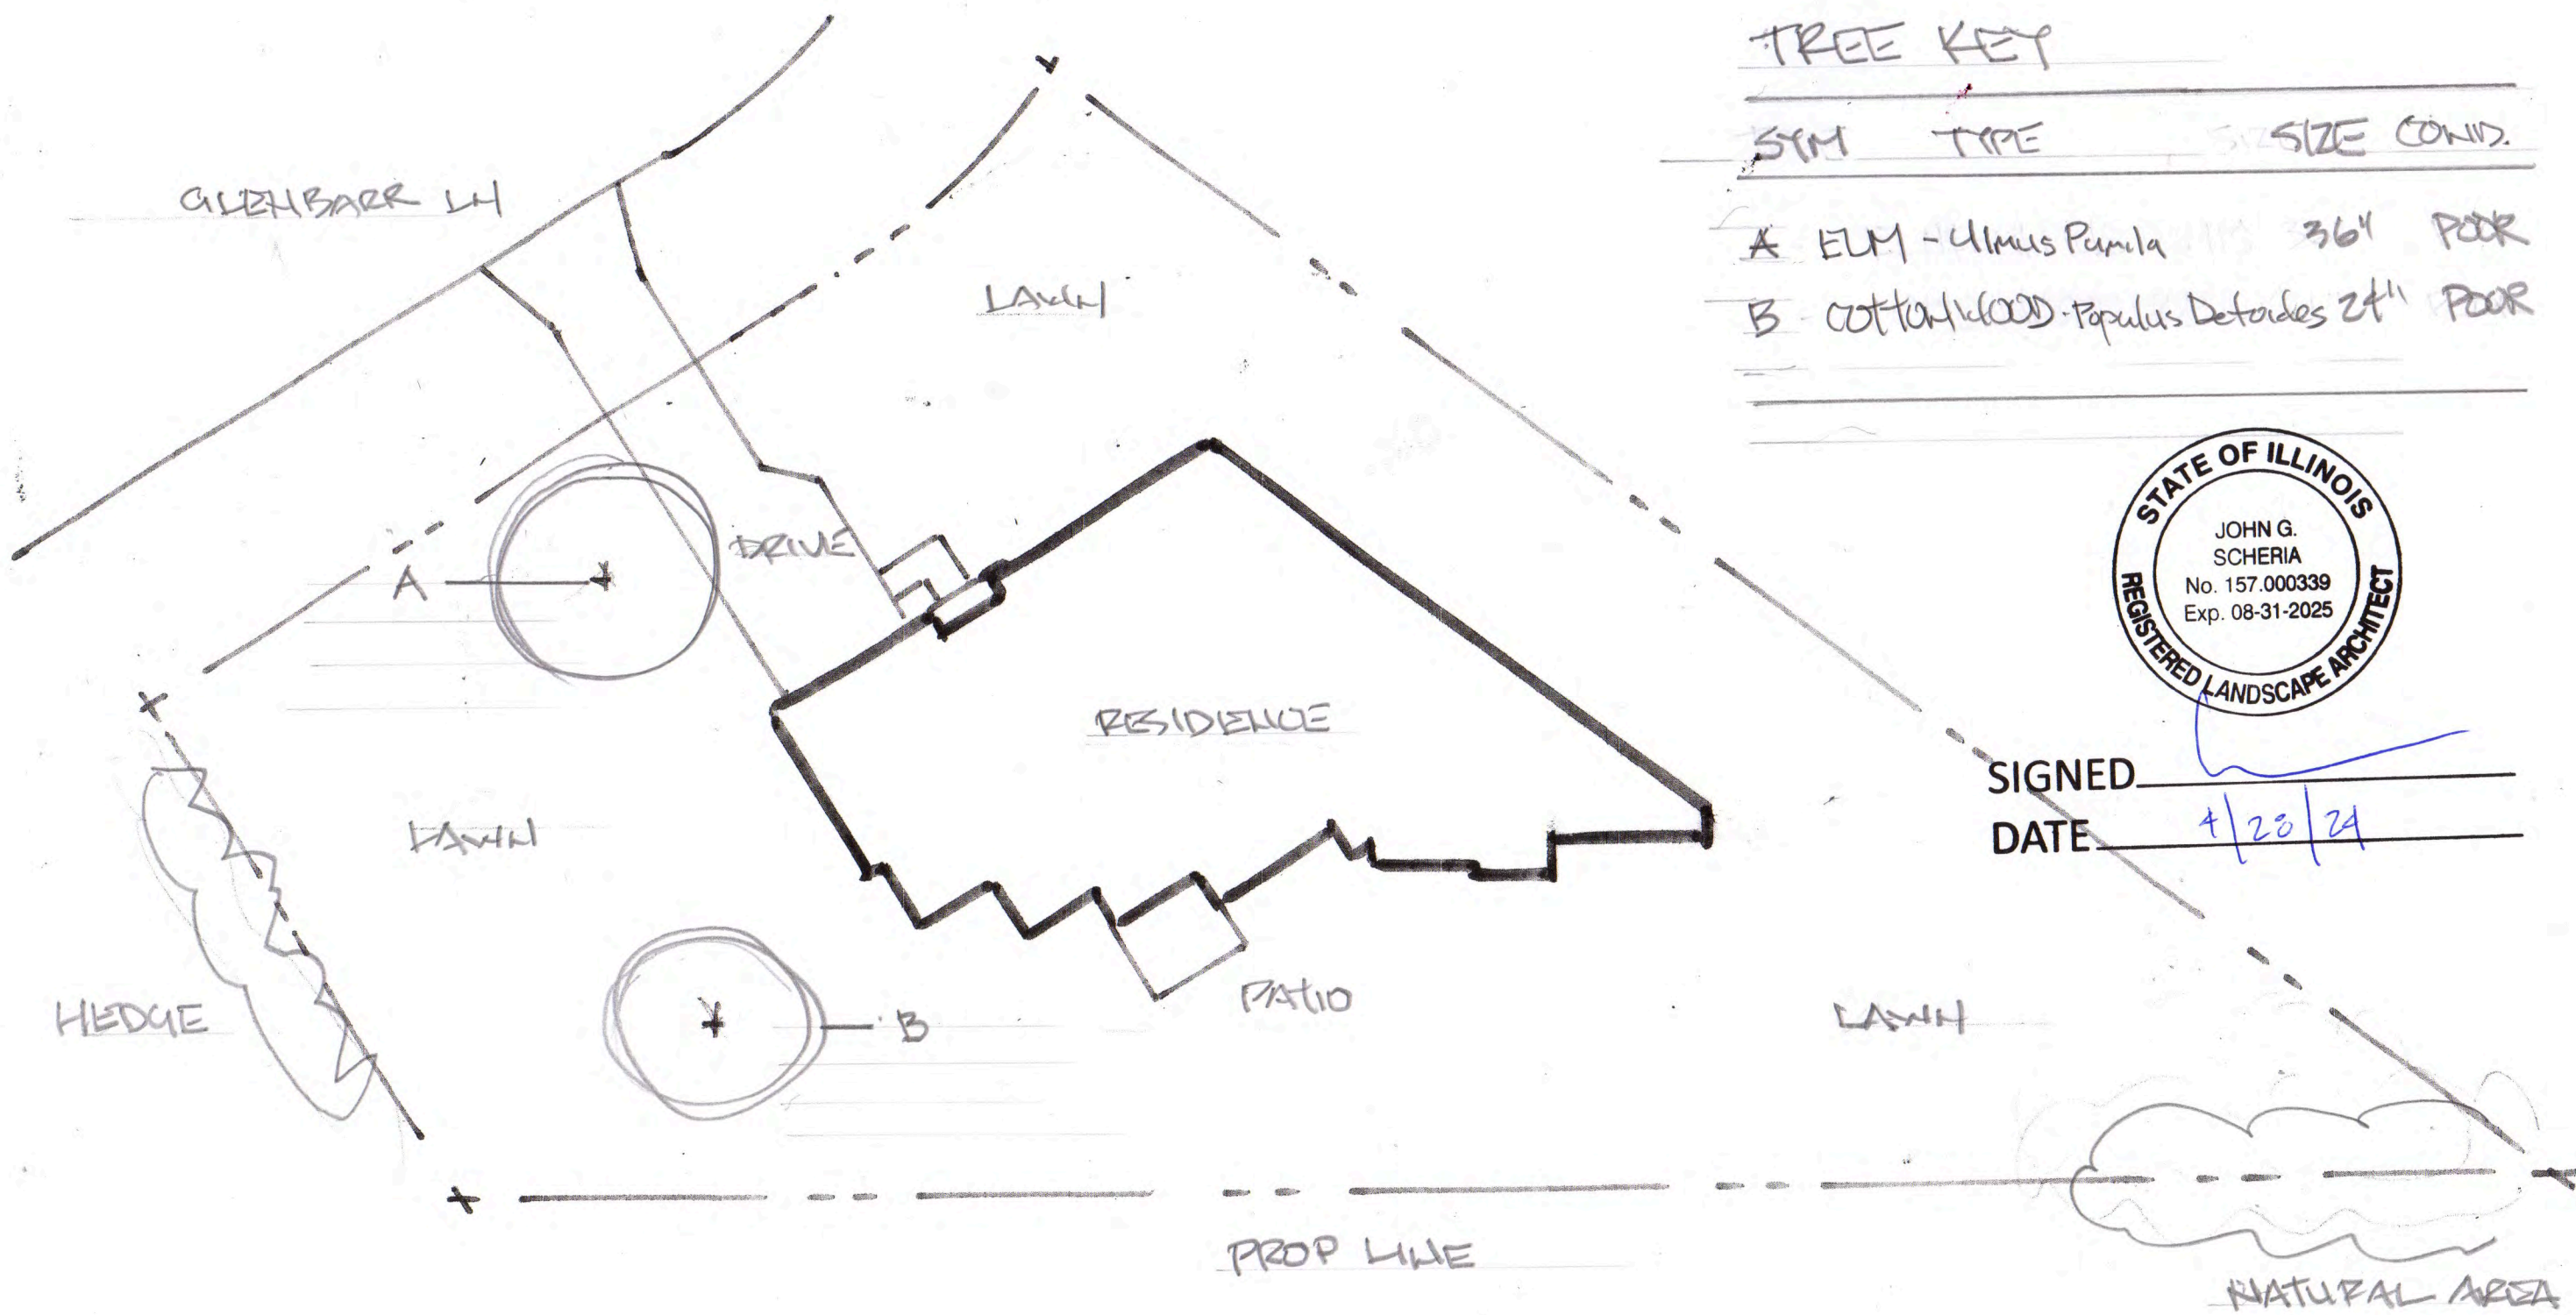 TREE KEY
SYM TYPE SIZE COND.
A ELM - Ulmus Pumila 36" POOR
B COTTONWOOD - Populus Detoides 24" POOR
GLENBARR LN
LAWN
STATE OF ILLINOIS
JOHN G.
SCHERIA
No. 157.000339
Exp. 08-31-2025
REGISTERED LANDSCAPE ARCHITECT
A
DRIVE
RESIDENCE
SIGNED
DATE 4/28/24
LAWN
HEDGE
B
PATIO
LAWN
PROP LINE
NATURAL AREA